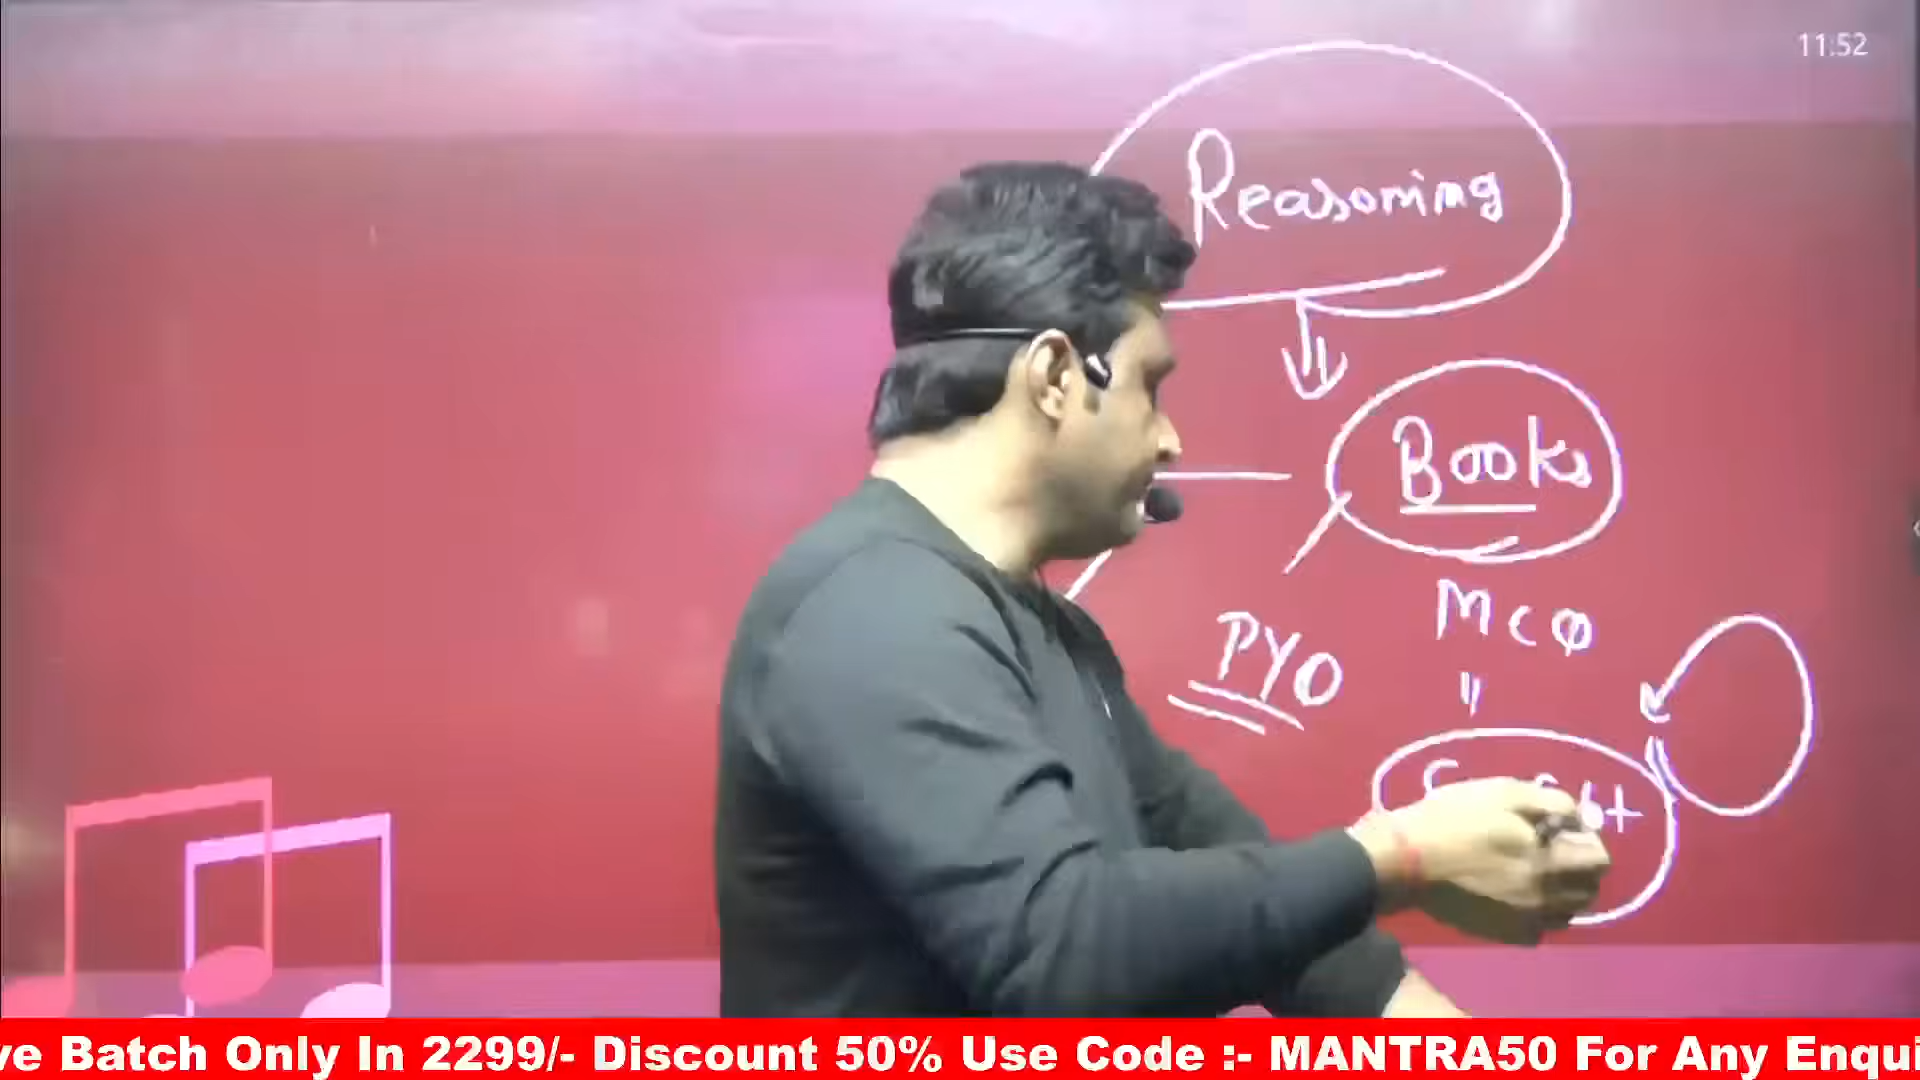 11:52
Reasoning
Books
MCQ
PYQ
ve Batch Only In 2299/- Discount 50% Use Code :- MANTRA50 For Any Enqui